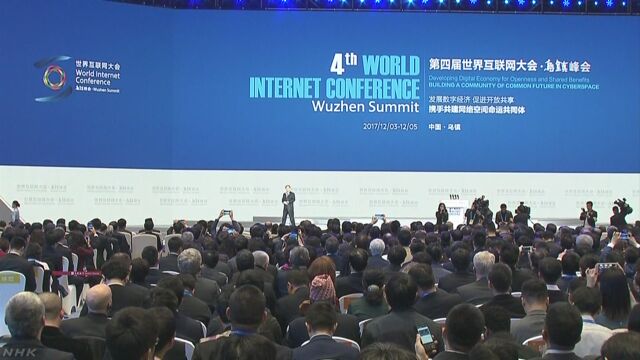 世界互联网大会
World Internet
Conference
乌镇峰会·Wuzhen Summit
4th WORLD
INTERNET CONFERENCE
Wuzhen Summit
2017/12/03-12/05
第四届世界互联网大会·乌镇峰会
Developing Digital Economy for Openness and Shared Benefits
BUILDING A COMMUNITY OF COMMON FUTURE IN CYBERSPACE
发展数字经济 促进开放共享
携手共建网络空间命运共同体
中国·乌镇
NHK